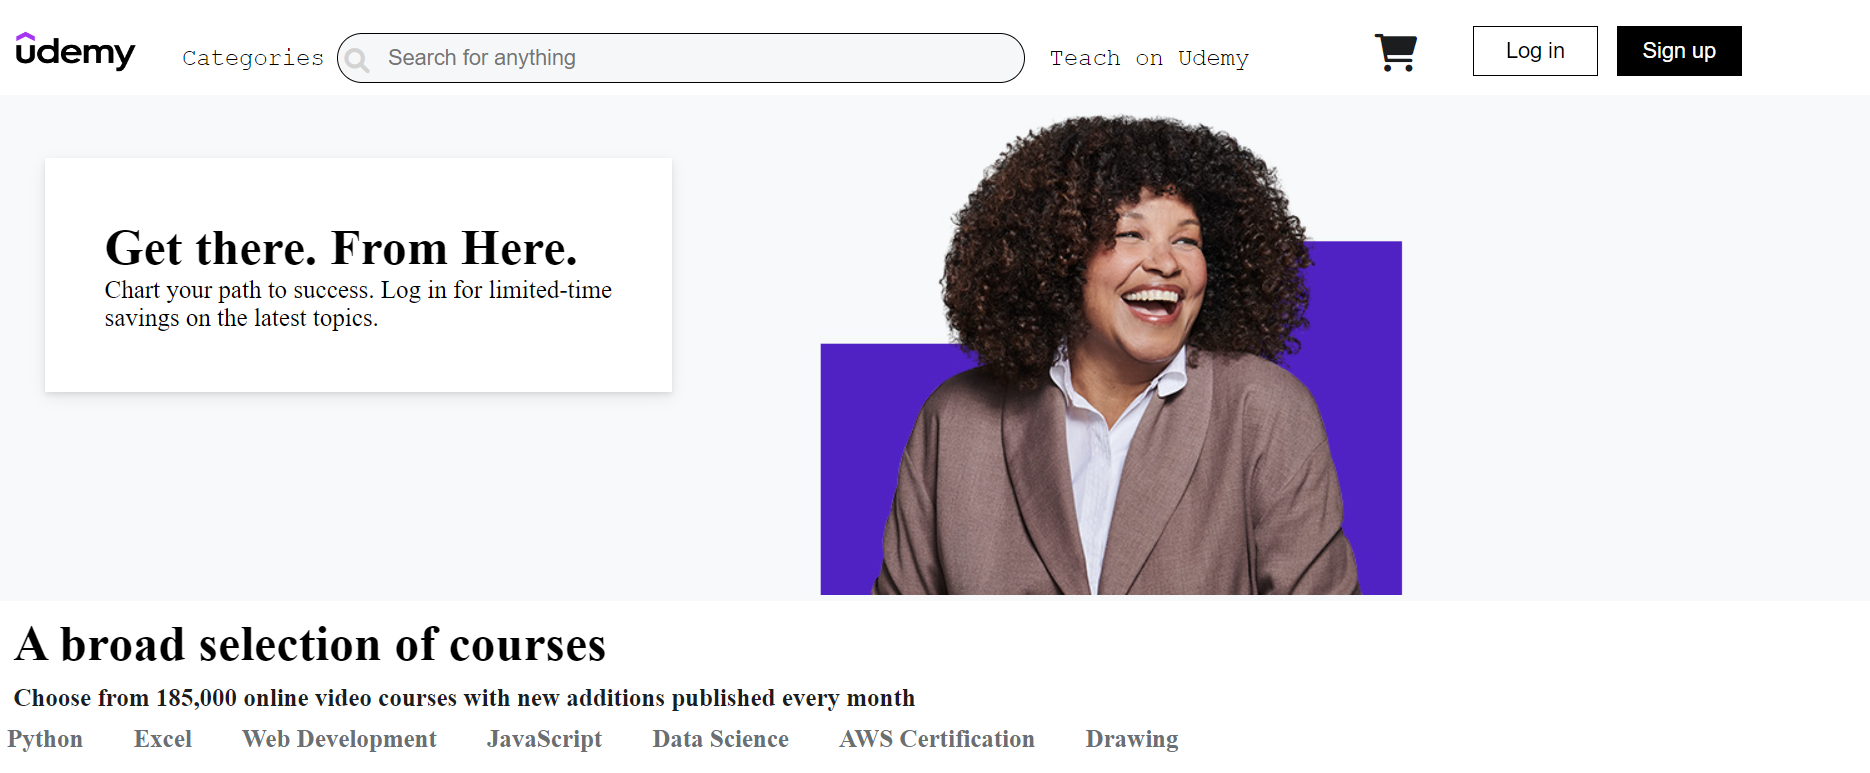 udemy
Categories
Search for anything
Teach on Udemy
Log in
Sign up
Get there. From Here.
Chart your path to success. Log in for limited-time
savings on the latest topics.
A broad selection of courses
Choose from 185,000 online video courses with new additions published every month
Python Excel Web Development JavaScript Data Science AWS Certification Drawing